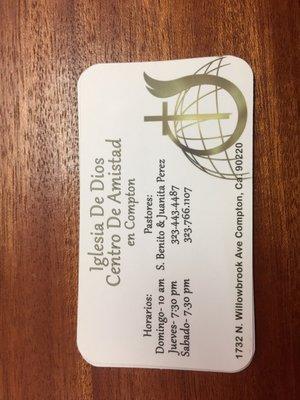 Iglesia De Dios
Centro De Amistad
en Compton
Horarios:
Domingo- 10 am
Jueves- 7:30 pm
Sabado- 7:30 pm
Pastores:
S. Benito & Juanita Perez
323.443.4487
323.766.1107
1732 N. Willowbrook Ave Compton, Ca. 90220